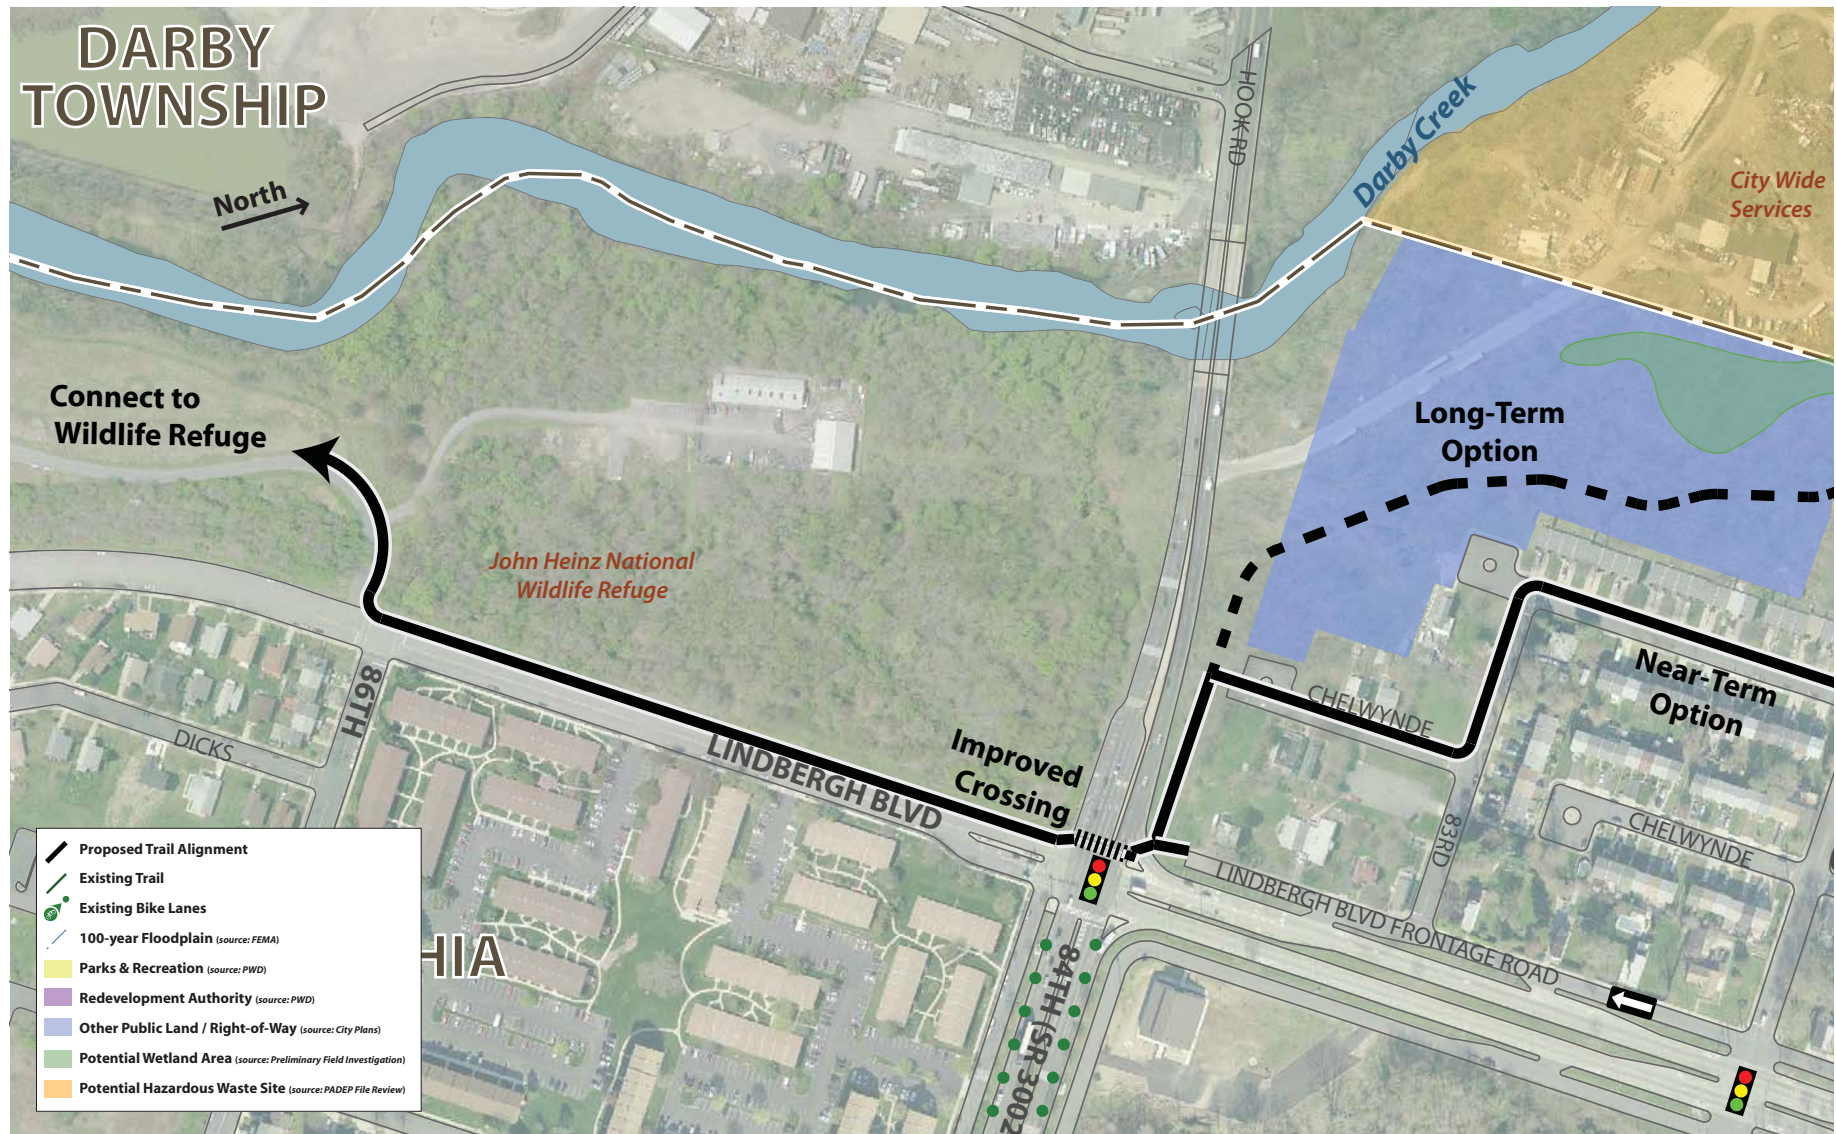 DARBY
TOWNSHIP
North
HOOK RD
Darby Creek
City Wide
Services
Connect to
Wildlife Refuge
Long-Term
Option
John Heinz National
Wildlife Refuge
86TH
DICKS
LINDBERGH BLVD
Improved
Crossing
CHELWYNDE
Near-Term
Option
83RD
CHELWYNDE
LINDBERGH BLVD FRONTAGE ROAD
84TH (SR 3002
HIA
Proposed Trail Alignment
Existing Trail
Existing Bike Lanes
100-year Floodplain (source: FEMA)
Parks & Recreation (source: PWD)
Redevelopment Authority (source: PWD)
Other Public Land / Right-of-Way (source: City Plans)
Potential Wetland Area (source: Preliminary Field Investigation)
Potential Hazardous Waste Site (source: PADEP File Review)